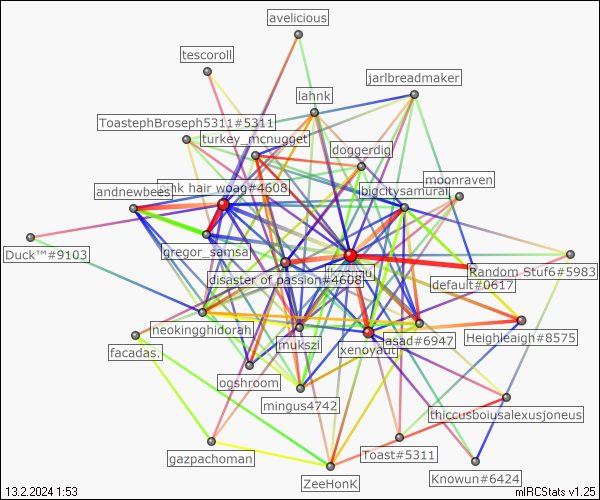 avelicious
tescoroll
jarlbreadmaker
lahnk
ToastephBroseph5311#5311
turkey_mcnugget
doggerdig
moonraven
andnewbees
pink hair woag#4608
bigcitysamurai
gregor_samsa
Duck™#9103
Random Stuf6#5983
disaster of passion#4608
default#0617
neokingghidorah
mukszi
xenoyaut
asad#6947
Heighleaigh#8575
facadas.
ogshroom
mingus4742
thiccusboiusalexusjoneus
gazpachoman
Toast#5311
Knowun#6424
ZeeHonK
13.2.2024 1:53
mIRCStats v1.25